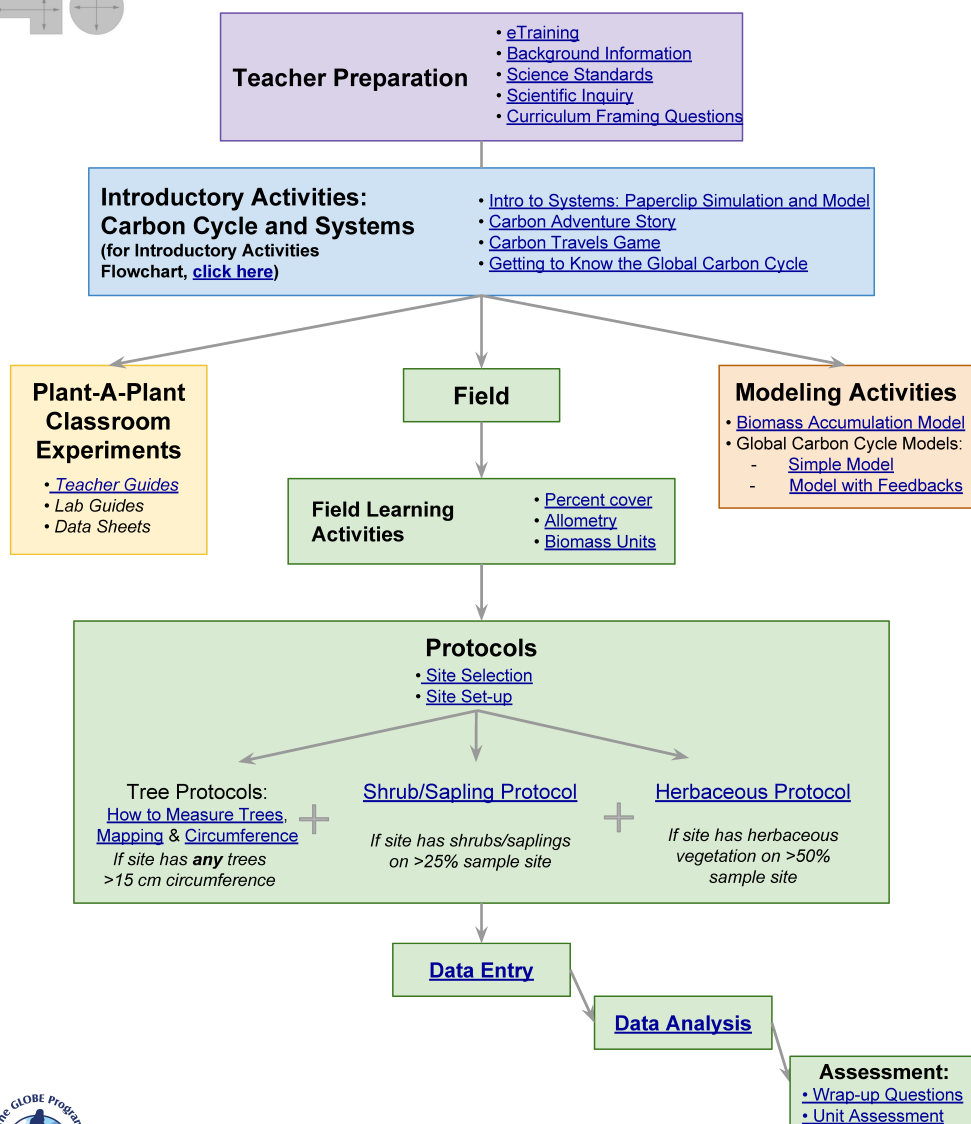 Teacher Preparation
• eTraining
• Background Information
• Science Standards
• Scientific Inquiry
• Curriculum Framing Questions
Introductory Activities:
Carbon Cycle and Systems
(for Introductory Activities
Flowchart, click here)
• Intro to Systems: Paperclip Simulation and Model
• Carbon Adventure Story
• Carbon Travels Game
• Getting to Know the Global Carbon Cycle
Plant-A-Plant
Classroom
Experiments
• Teacher Guides
• Lab Guides
• Data Sheets
Field
Modeling Activities
• Biomass Accumulation Model
• Global Carbon Cycle Models:
- Simple Model
- Model with Feedbacks
Field Learning
Activities
• Percent cover
• Allometry
• Biomass Units
Protocols
• Site Selection
• Site Set-up
Tree Protocols:
How to Measure Trees,
Mapping & Circumference
If site has any trees
>15 cm circumference
+
Shrub/Sapling Protocol
If site has shrubs/saplings
on >25% sample site
+
Herbaceous Protocol
If site has herbaceous
vegetation on >50%
sample site
Data Entry
Data Analysis
Assessment:
• Wrap-up Questions
• Unit Assessment
The GLOBE Program